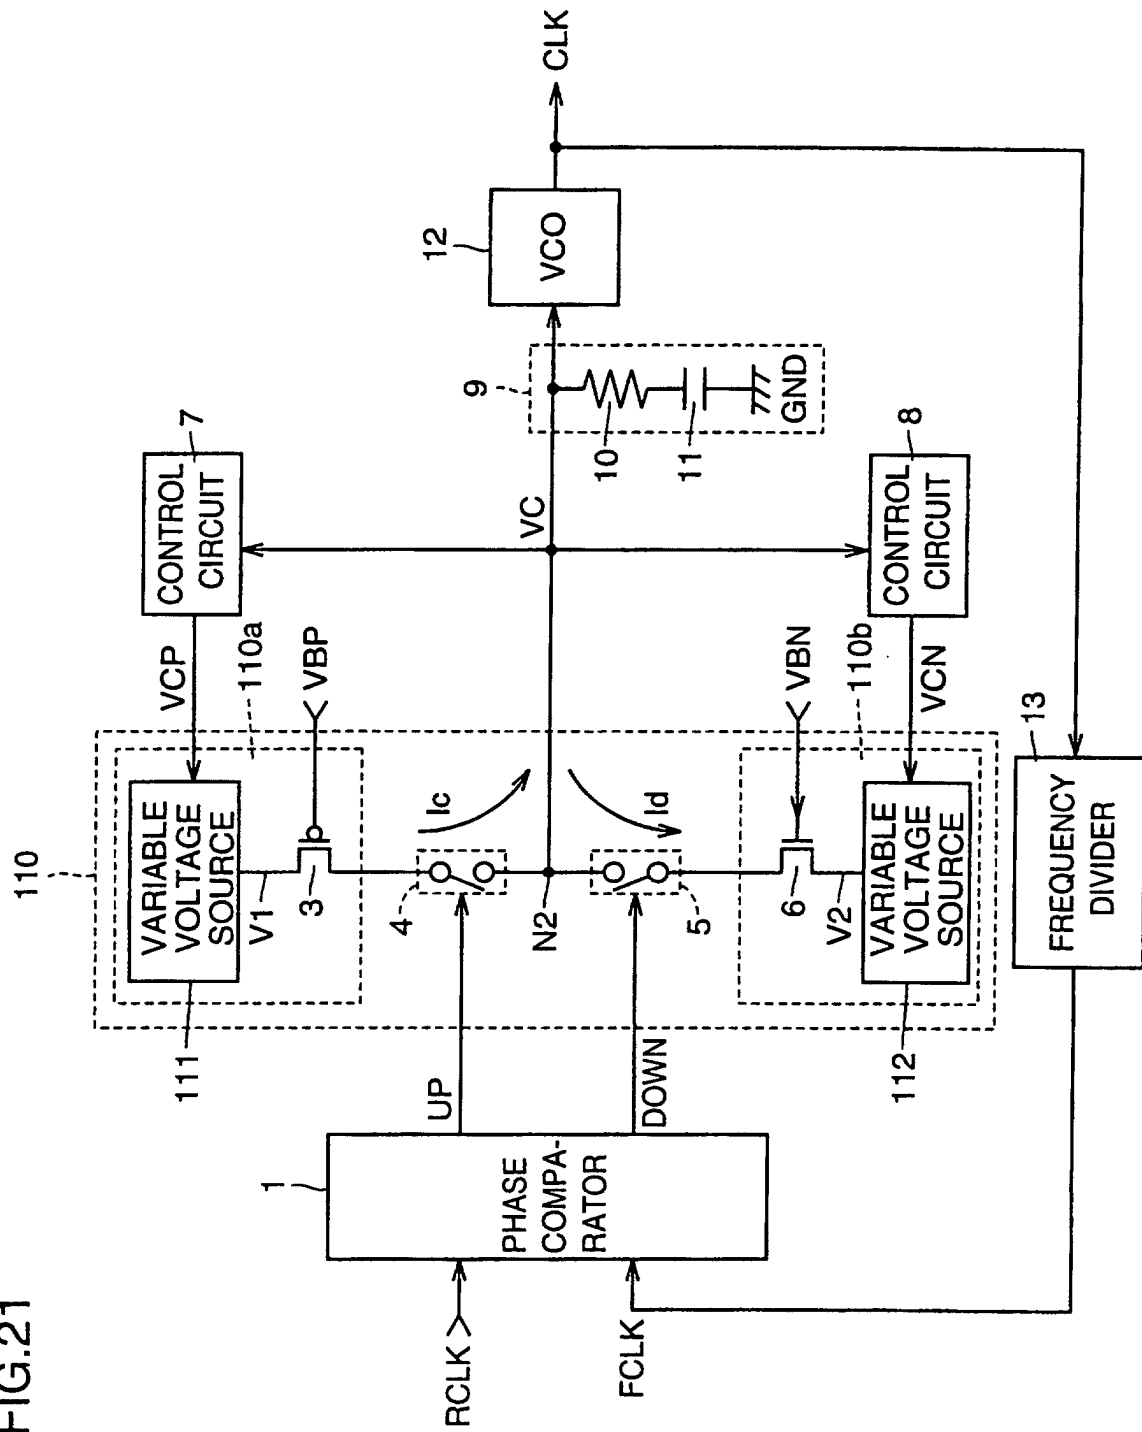 FIG.21
110
111
VARIABLE
VOLTAGE
SOURCE
VCP
CONTROL
CIRCUIT
7
110a
V1
3
VBP
1
PHASE
COMPA-
RATOR
RCLK
FCLK
UP
DOWN
4
Ic
N2
Id
5
VC
9
10
11
GND
12
VCO
CLK
6
VBN
110b
V2
112
VARIABLE
VOLTAGE
SOURCE
VCN
CONTROL
CIRCUIT
8
13
FREQUENCY
DIVIDER